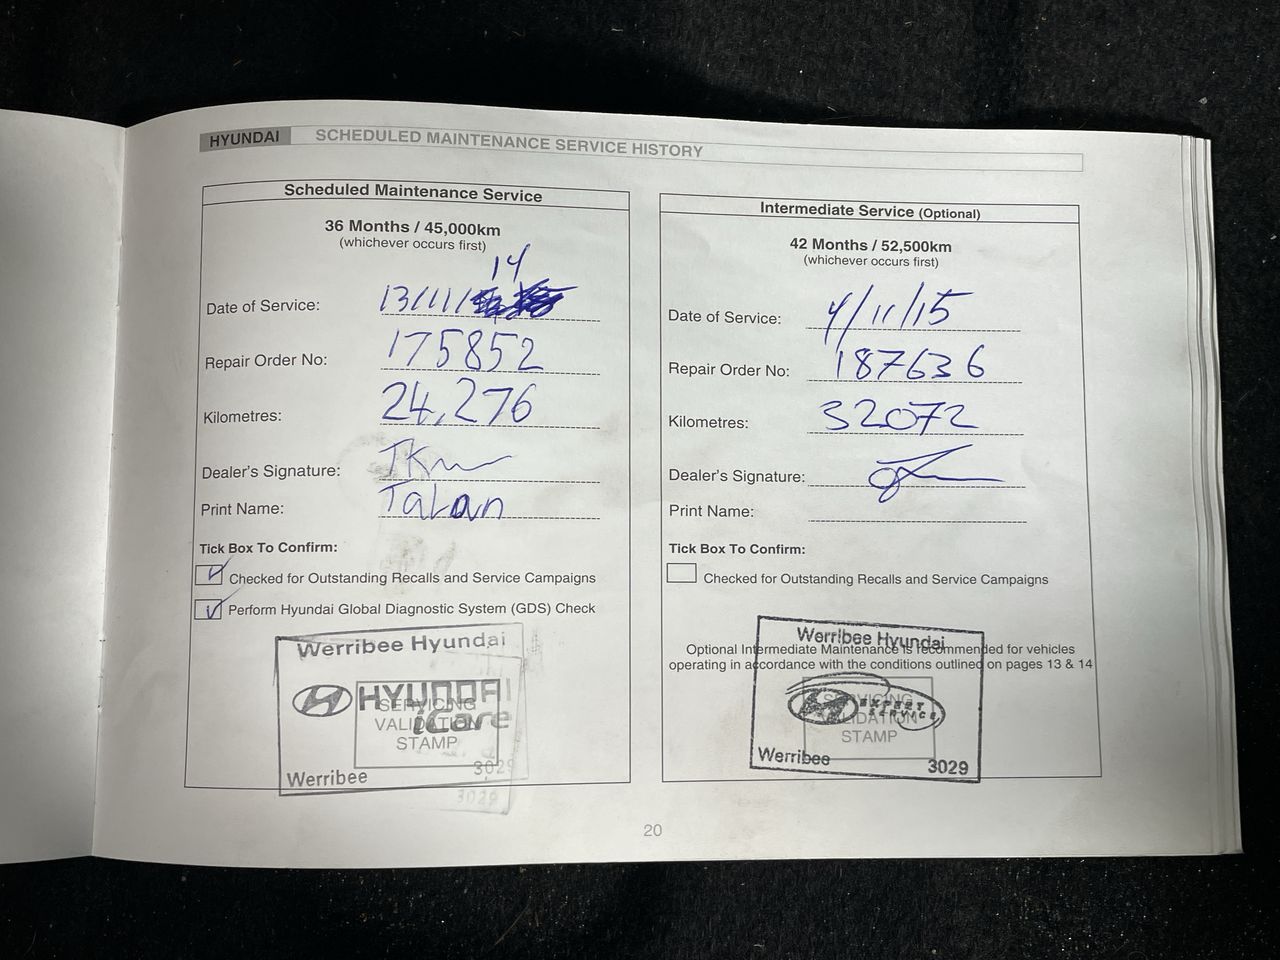 HYUNDAI SCHEDULED MAINTENANCE SERVICE HISTORY
Scheduled Maintenance Service
36 Months / 45,000km
(whichever occurs first)
14
Date of Service: 13/11/
Repair Order No: 175852
Kilometres: 24,276
Dealer's Signature:
Print Name:
Tick Box To Confirm:
Checked for Outstanding Recalls and Service Campaigns
Perform Hyundai Global Diagnostic System (GDS) Check
Werribee Hyundai
HYUNDAI
iCare
SERVICING
VALIDATION
STAMP
Werribee 3029
3029
Intermediate Service (Optional)
42 Months / 52,500km
(whichever occurs first)
Date of Service: 4/11/15
Repair Order No: 187636
Kilometres: 32072
Dealer's Signature:
Print Name:
Tick Box To Confirm:
Checked for Outstanding Recalls and Service Campaigns
Werribee Hyundai
Optional Intermediate Maintenance is recommended for vehicles
operating in accordance with the conditions outlined on pages 13 & 14
EXPERT
SERVICE
SERVICING
VALIDATION
STAMP
Werribee 3029
20